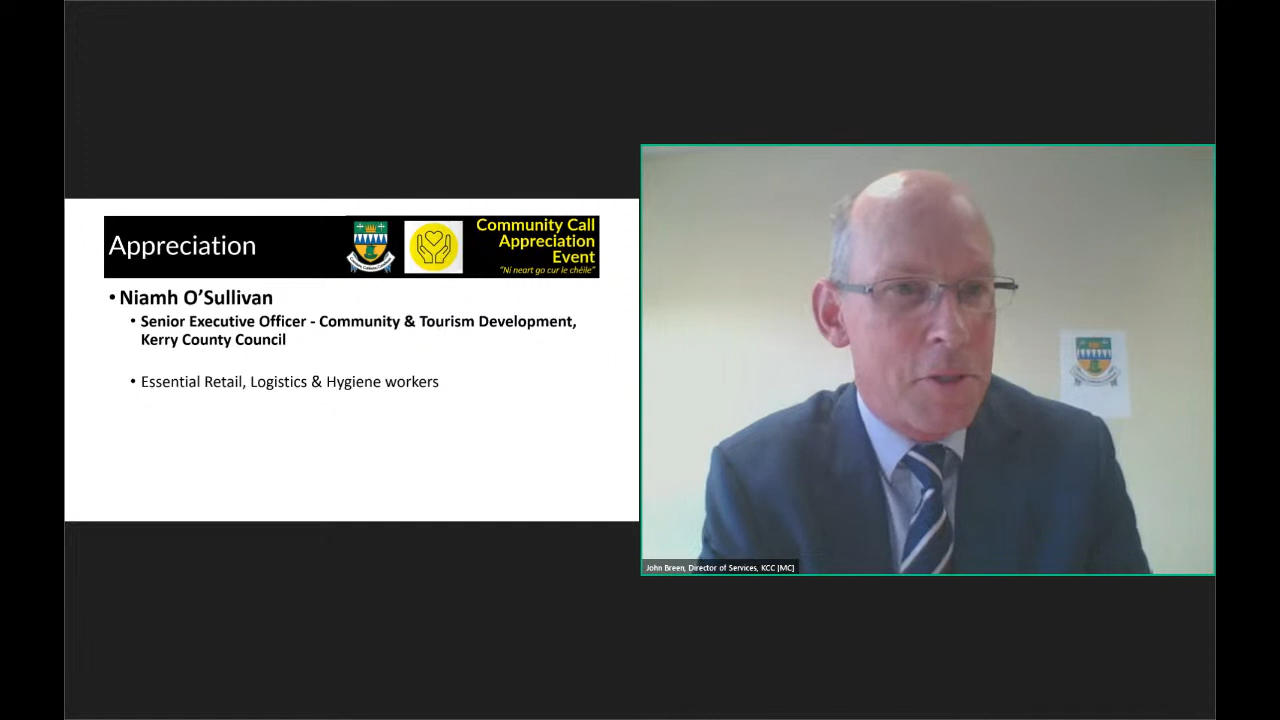 Appreciation
Community Call
Appreciation
Event
"Ní neart go cur le chéile"
• Niamh O'Sullivan
• Senior Executive Officer - Community & Tourism Development,
Kerry County Council
• Essential Retail, Logistics & Hygiene workers
John Breen, Director of Services, KCC [MC]